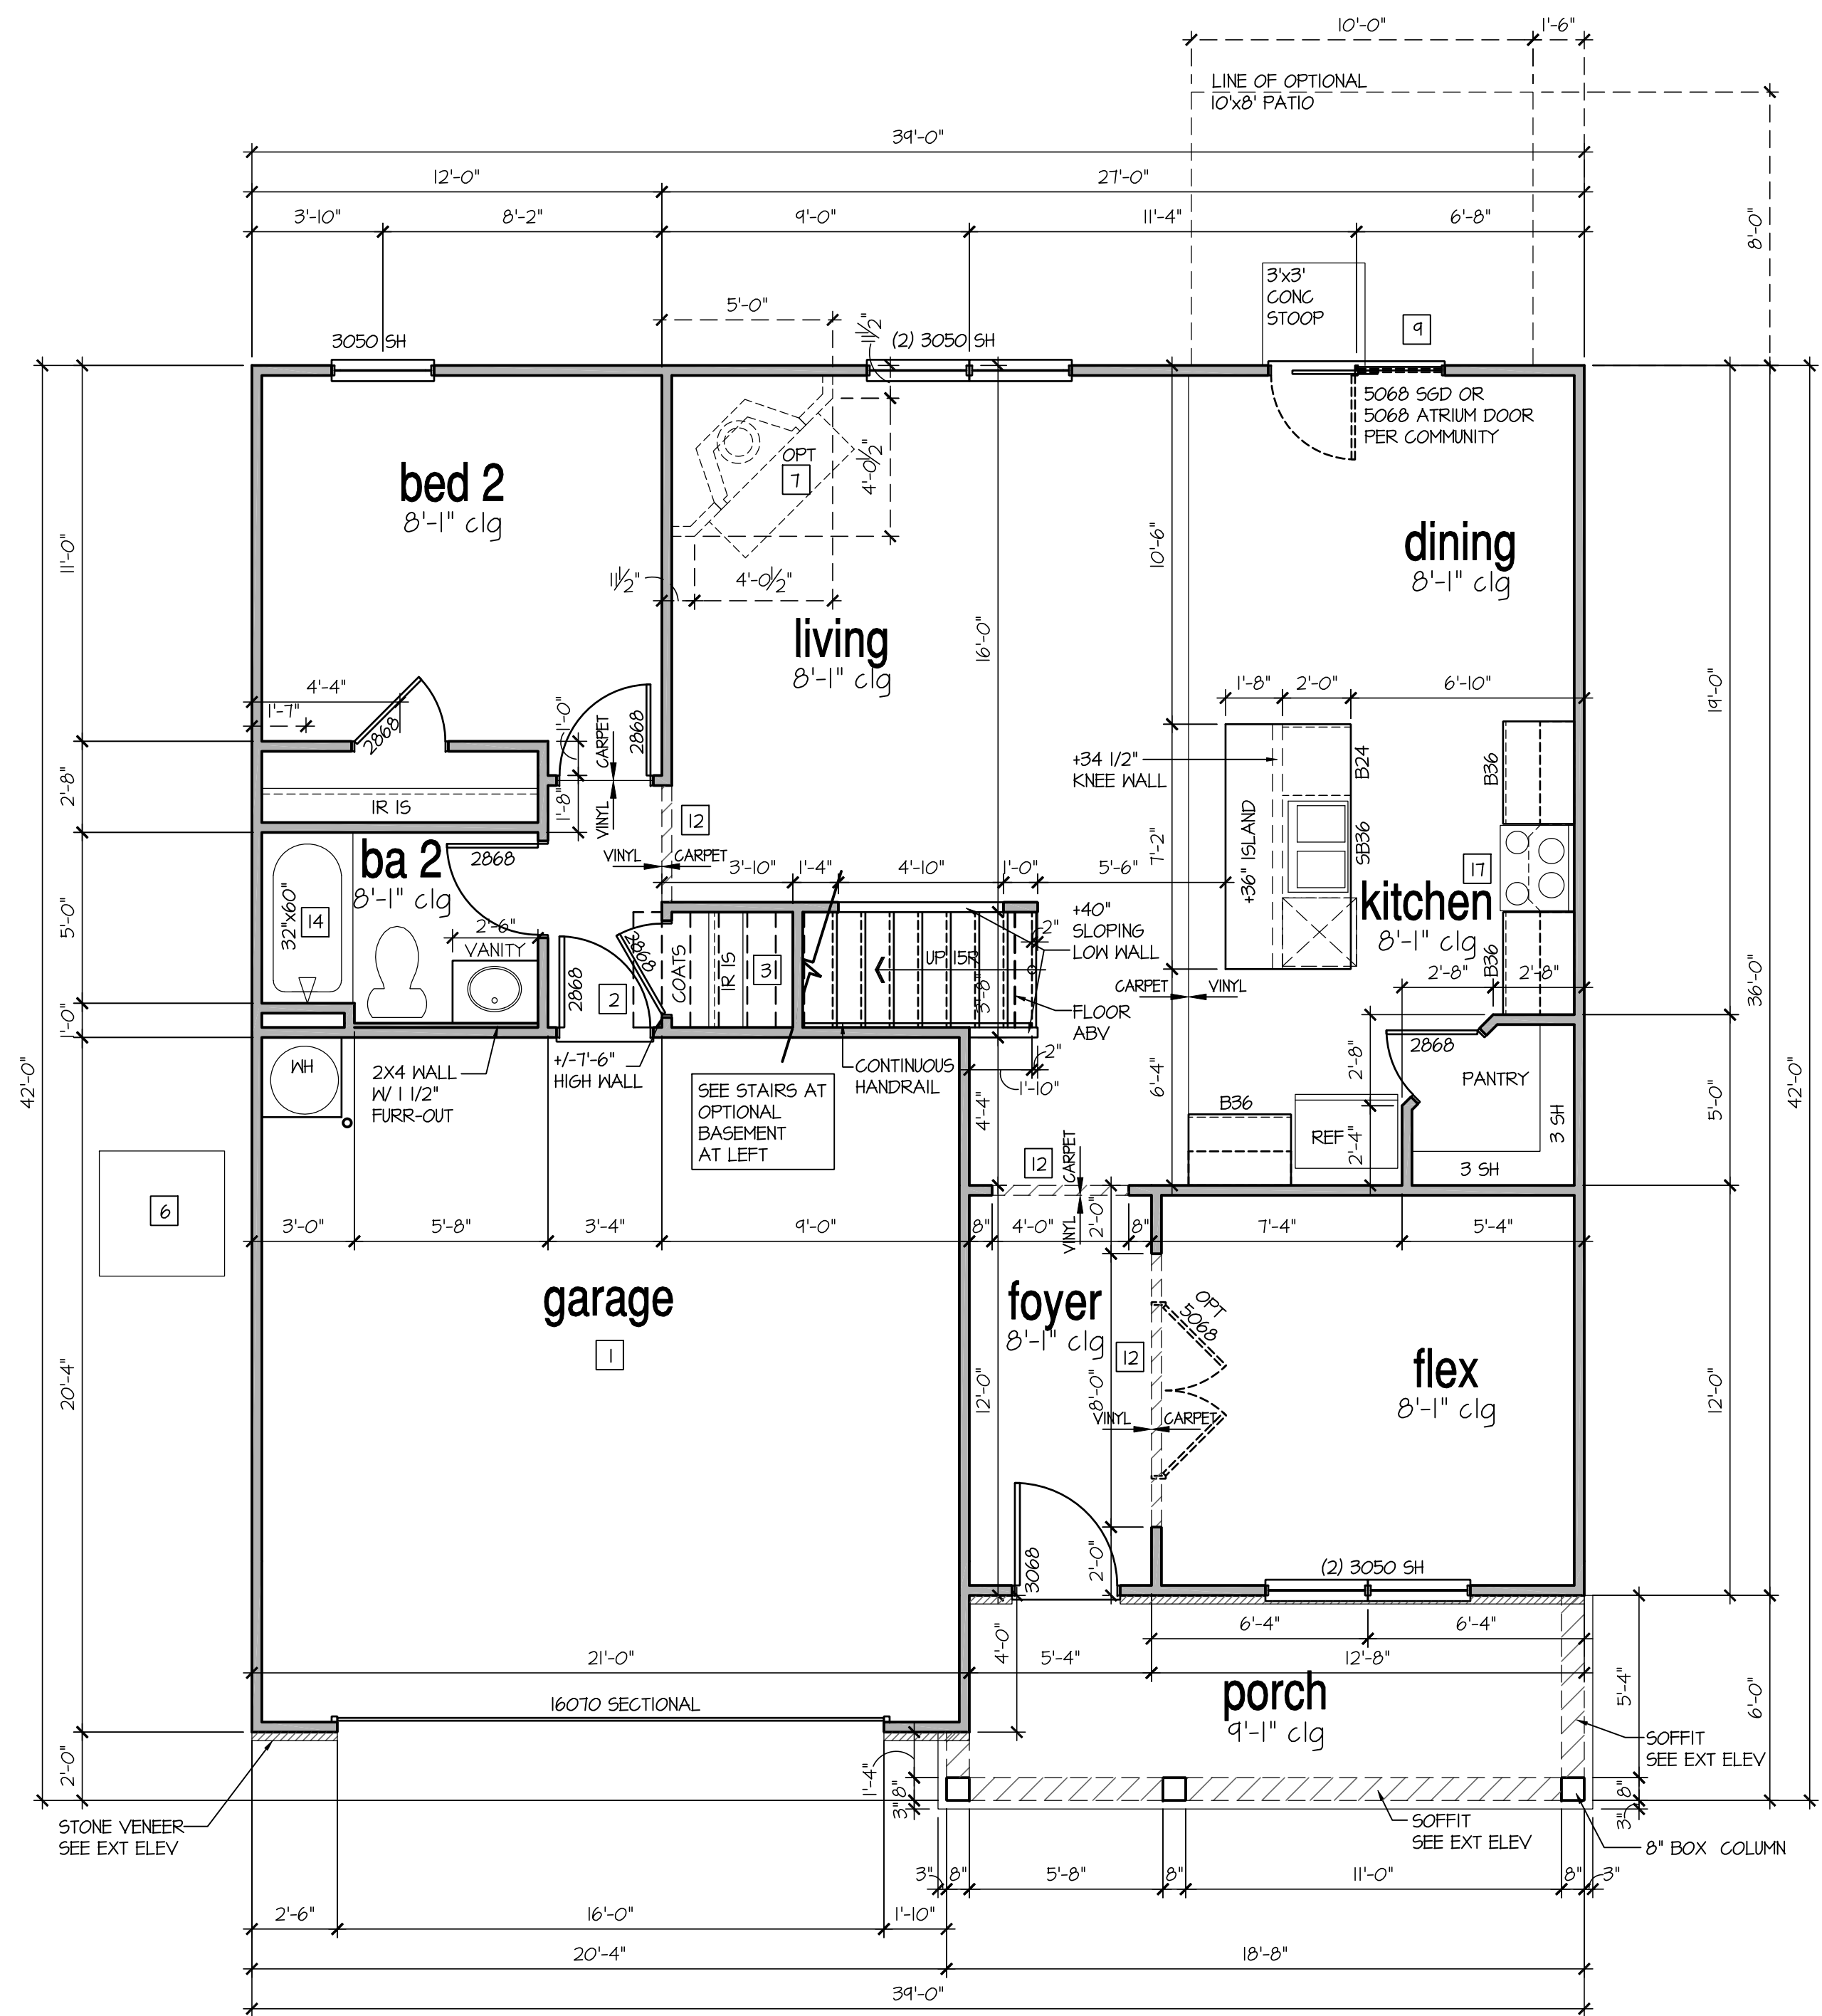 10'-0"
1'-6"
LINE OF OPTIONAL
10'x8' PATIO
39'-0"
12'-0"
27'-0"
3'-10"
8'-2"
9'-0"
11'-4"
6'-8"
8'-0"
3'x3'
CONC
STOOP
9
5'-0"
11 1/2"
3050 SH
(2) 3050 SH
5068 SGD OR
5068 ATRIUM DOOR
PER COMMUNITY
OPT
7
4'-0 1/2"
bed 2
8'-1" clg
11'-0"
10'-6"
dining
8'-1" clg
11 1/2"
4'-0 1/2"
living
8'-1" clg
16'-0"
19'-0"
4'-4"
1'-7"
2868
1'-0"
CARPET
2868
1'-8"
2'-0"
6'-10"
+34 1/2"
KNEE WALL
B24
B36
2'-8"
1R 1S
1'-8"
VINYL
12
VINYL
CARPET
7'-2"
+36" ISLAND
SB36
ba 2
8'-1" clg
2868
3'-10"
1'-4"
4'-10"
1'-0"
5'-6"
17
kitchen
8'-1" clg
5'-0"
32"x60"
14
2'-6"
VANITY
2868
2868
2
COATS
1R 1S
3
UP 15R
3'-8"
2"
+40"
SLOPING
LOW WALL
CARPET
VINYL
B36
2'-8"
2'-8"
36'-0"
FLOOR
ABV
1'-0"
WH
2X4 WALL
W/ 1 1/2"
FURR-OUT
+/-7'-6"
HIGH WALL
SEE STAIRS AT
OPTIONAL
BASEMENT
AT LEFT
CONTINUOUS
HANDRAIL
2"
1'-10"
4'-4"
6'-4"
2868
2'-8"
PANTRY
3 SH
3 SH
5'-0"
42'-0"
42'-0"
B36
REF
2'-4"
12
CARPET
VINYL
6
3'-0"
5'-8"
3'-4"
9'-0"
8"
4'-0"
2'-0"
8"
7'-4"
5'-4"
garage
1
foyer
8'-1" clg
OPT
5068
12
8'-0"
VINYL
CARPET
flex
8'-1" clg
20'-4"
12'-0"
12'-0"
3068
2'-0"
(2) 3050 SH
6'-4"
6'-4"
4'-0"
21'-0"
5'-4"
12'-8"
porch
9'-1" clg
16070 SECTIONAL
5'-4"
6'-0"
SOFFIT
SEE EXT ELEV
2'-0"
1'-4"
8"
3"
8"
3"
STONE VENEER
SEE EXT ELEV
SOFFIT
SEE EXT ELEV
8" BOX COLUMN
3"
8"
5'-8"
8"
11'-0"
8"
3"
2'-6"
16'-0"
1'-10"
20'-4"
18'-8"
39'-0"